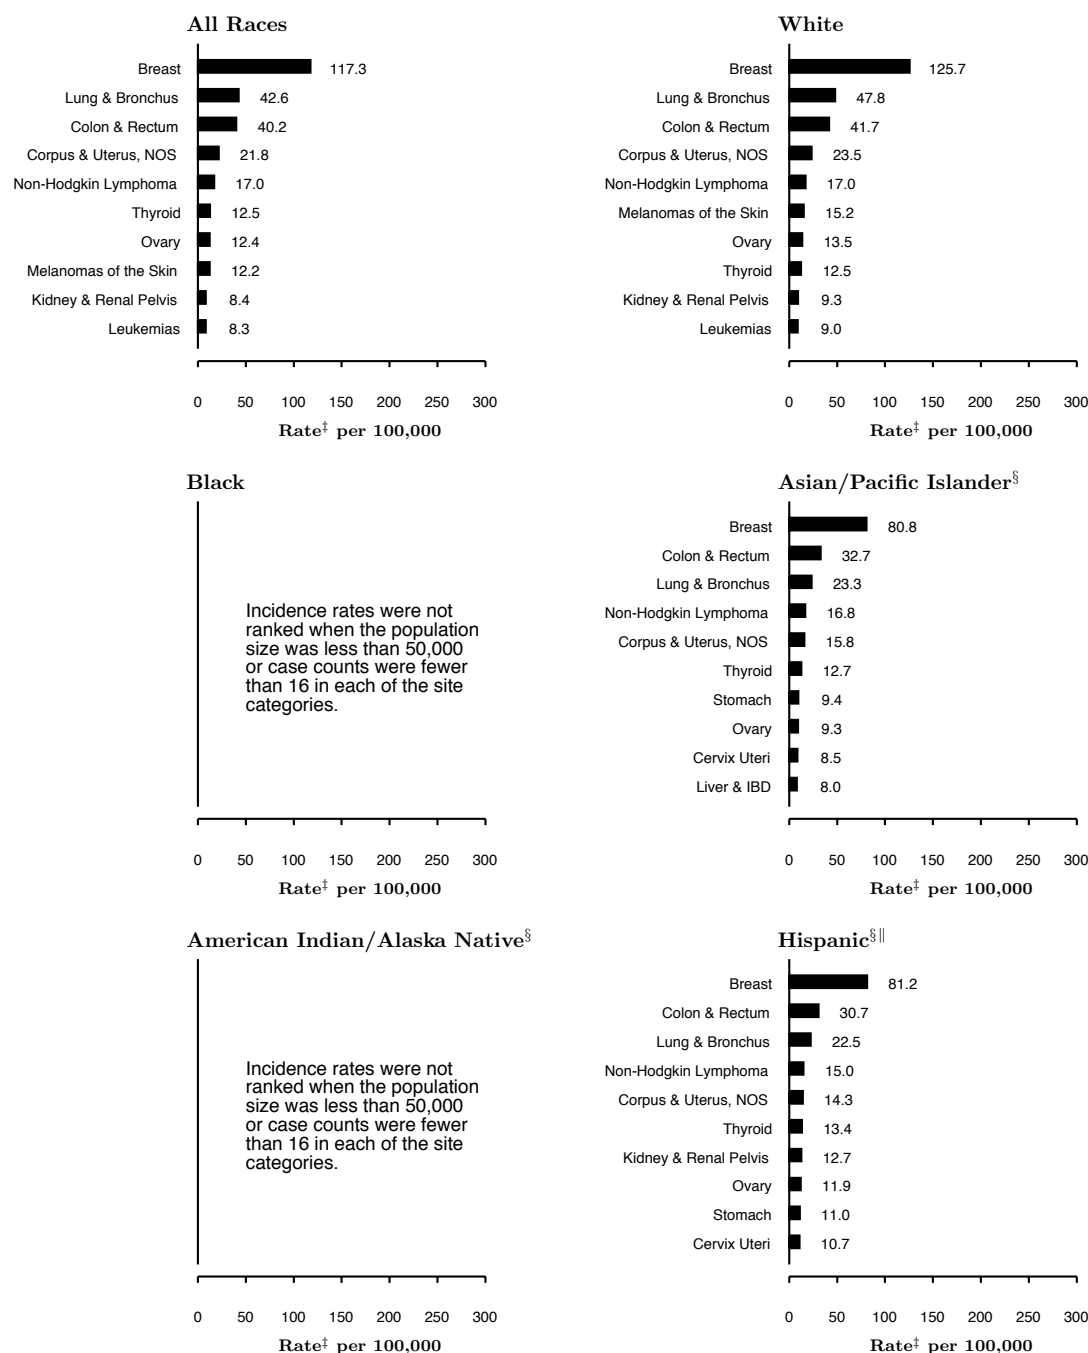 All Races
Breast 117.3
Lung & Bronchus 42.6
Colon & Rectum 40.2
Corpus & Uterus, NOS 21.8
Non-Hodgkin Lymphoma 17.0
Thyroid 12.5
Ovary 12.4
Melanomas of the Skin 12.2
Kidney & Renal Pelvis 8.4
Leukemias 8.3
0 50 100 150 200 250 300
Rate‡ per 100,000
White
Breast 125.7
Lung & Bronchus 47.8
Colon & Rectum 41.7
Corpus & Uterus, NOS 23.5
Non-Hodgkin Lymphoma 17.0
Melanomas of the Skin 15.2
Ovary 13.5
Thyroid 12.5
Kidney & Renal Pelvis 9.3
Leukemias 9.0
0 50 100 150 200 250 300
Rate‡ per 100,000
Black
Incidence rates were not
ranked when the population
size was less than 50,000
or case counts were fewer
than 16 in each of the site
categories.
0 50 100 150 200 250 300
Rate‡ per 100,000
Asian/Pacific Islander§
Breast 80.8
Colon & Rectum 32.7
Lung & Bronchus 23.3
Non-Hodgkin Lymphoma 16.8
Corpus & Uterus, NOS 15.8
Thyroid 12.7
Stomach 9.4
Ovary 9.3
Cervix Uteri 8.5
Liver & IBD 8.0
0 50 100 150 200 250 300
Rate‡ per 100,000
American Indian/Alaska Native§
Incidence rates were not
ranked when the population
size was less than 50,000
or case counts were fewer
than 16 in each of the site
categories.
0 50 100 150 200 250 300
Rate‡ per 100,000
Hispanic§||
Breast 81.2
Colon & Rectum 30.7
Lung & Bronchus 22.5
Non-Hodgkin Lymphoma 15.0
Corpus & Uterus, NOS 14.3
Thyroid 13.4
Kidney & Renal Pelvis 12.7
Ovary 11.9
Stomach 11.0
Cervix Uteri 10.7
0 50 100 150 200 250 300
Rate‡ per 100,000